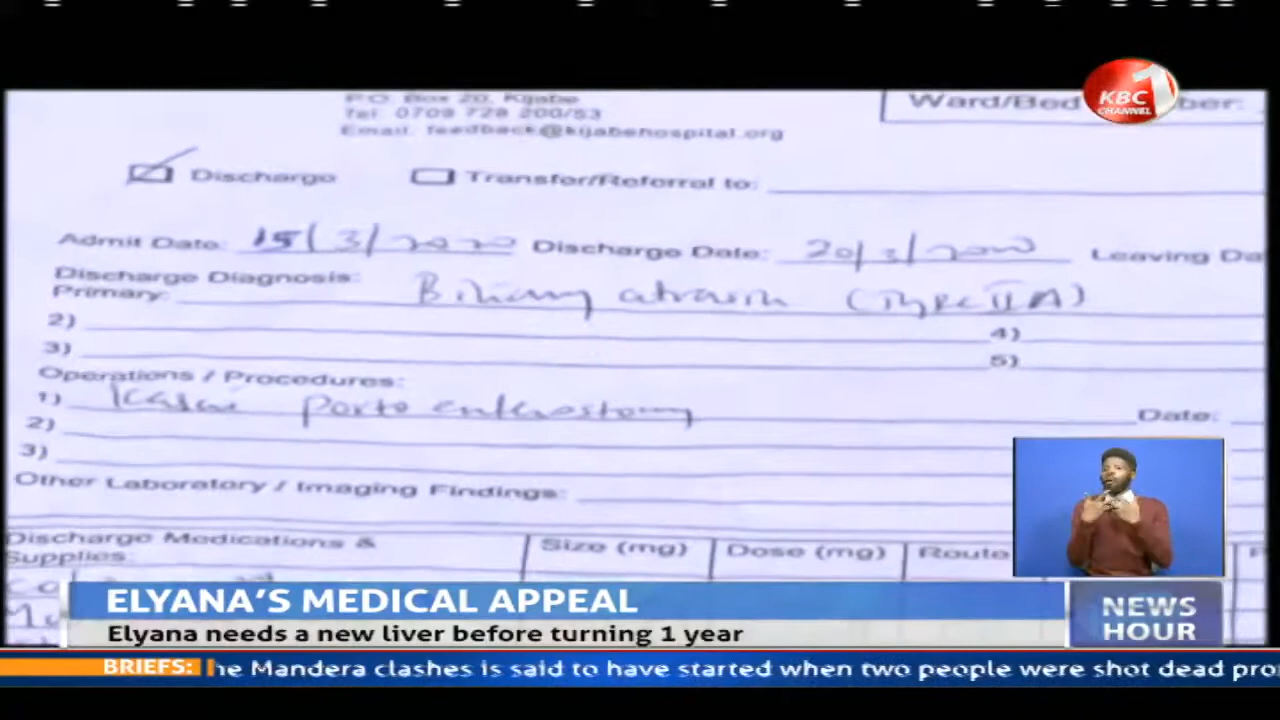 KBC 1
CHANNEL
P.O. Box 20, Kijabe
Tel: 0709 728 200/53
Email: feedback@kijabehospital.org
Ward/Bed
ber:
Discharge
Transfer/Referral to:
Admit Date: 15/3/2020 Discharge Date: 20/3/2020 Leaving Da
Discharge Diagnosis:
Primary: Biliary atresia (Type IIA)
2)
4)
3)
5)
Operations / Procedures:
1) Kasai Porto enterostomy Date:
2)
3)
Other Laboratory / Imaging Findings:
Discharge Medications &
Supplies:
Size (mg) Dose (mg) Route
ELYANA'S MEDICAL APPEAL
Elyana needs a new liver before turning 1 year
NEWS
HOUR
BRIEFS: he Mandera clashes is said to have started when two people were shot dead pro